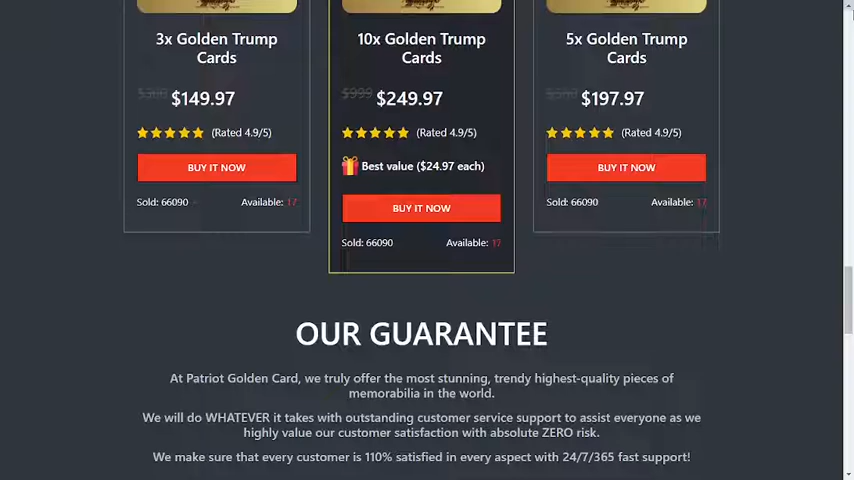 3x Golden Trump
Cards
$149.97
(Rated 4.9/5)
BUY IT NOW
Sold: 66090
Available: 17
10x Golden Trump
Cards
$999 $249.97
(Rated 4.9/5)
Best value ($24.97 each)
BUY IT NOW
Sold: 66090
Available: 17
5x Golden Trump
Cards
$197.97
(Rated 4.9/5)
BUY IT NOW
Sold: 66090
Available: 17
OUR GUARANTEE
At Patriot Golden Card, we truly offer the most stunning, trendy highest-quality pieces of
memorabilia in the world.
We will do WHATEVER it takes with outstanding customer service support to assist everyone as we
highly value our customer satisfaction with absolute ZERO risk.
We make sure that every customer is 110% satisfied in every aspect with 24/7/365 fast support!